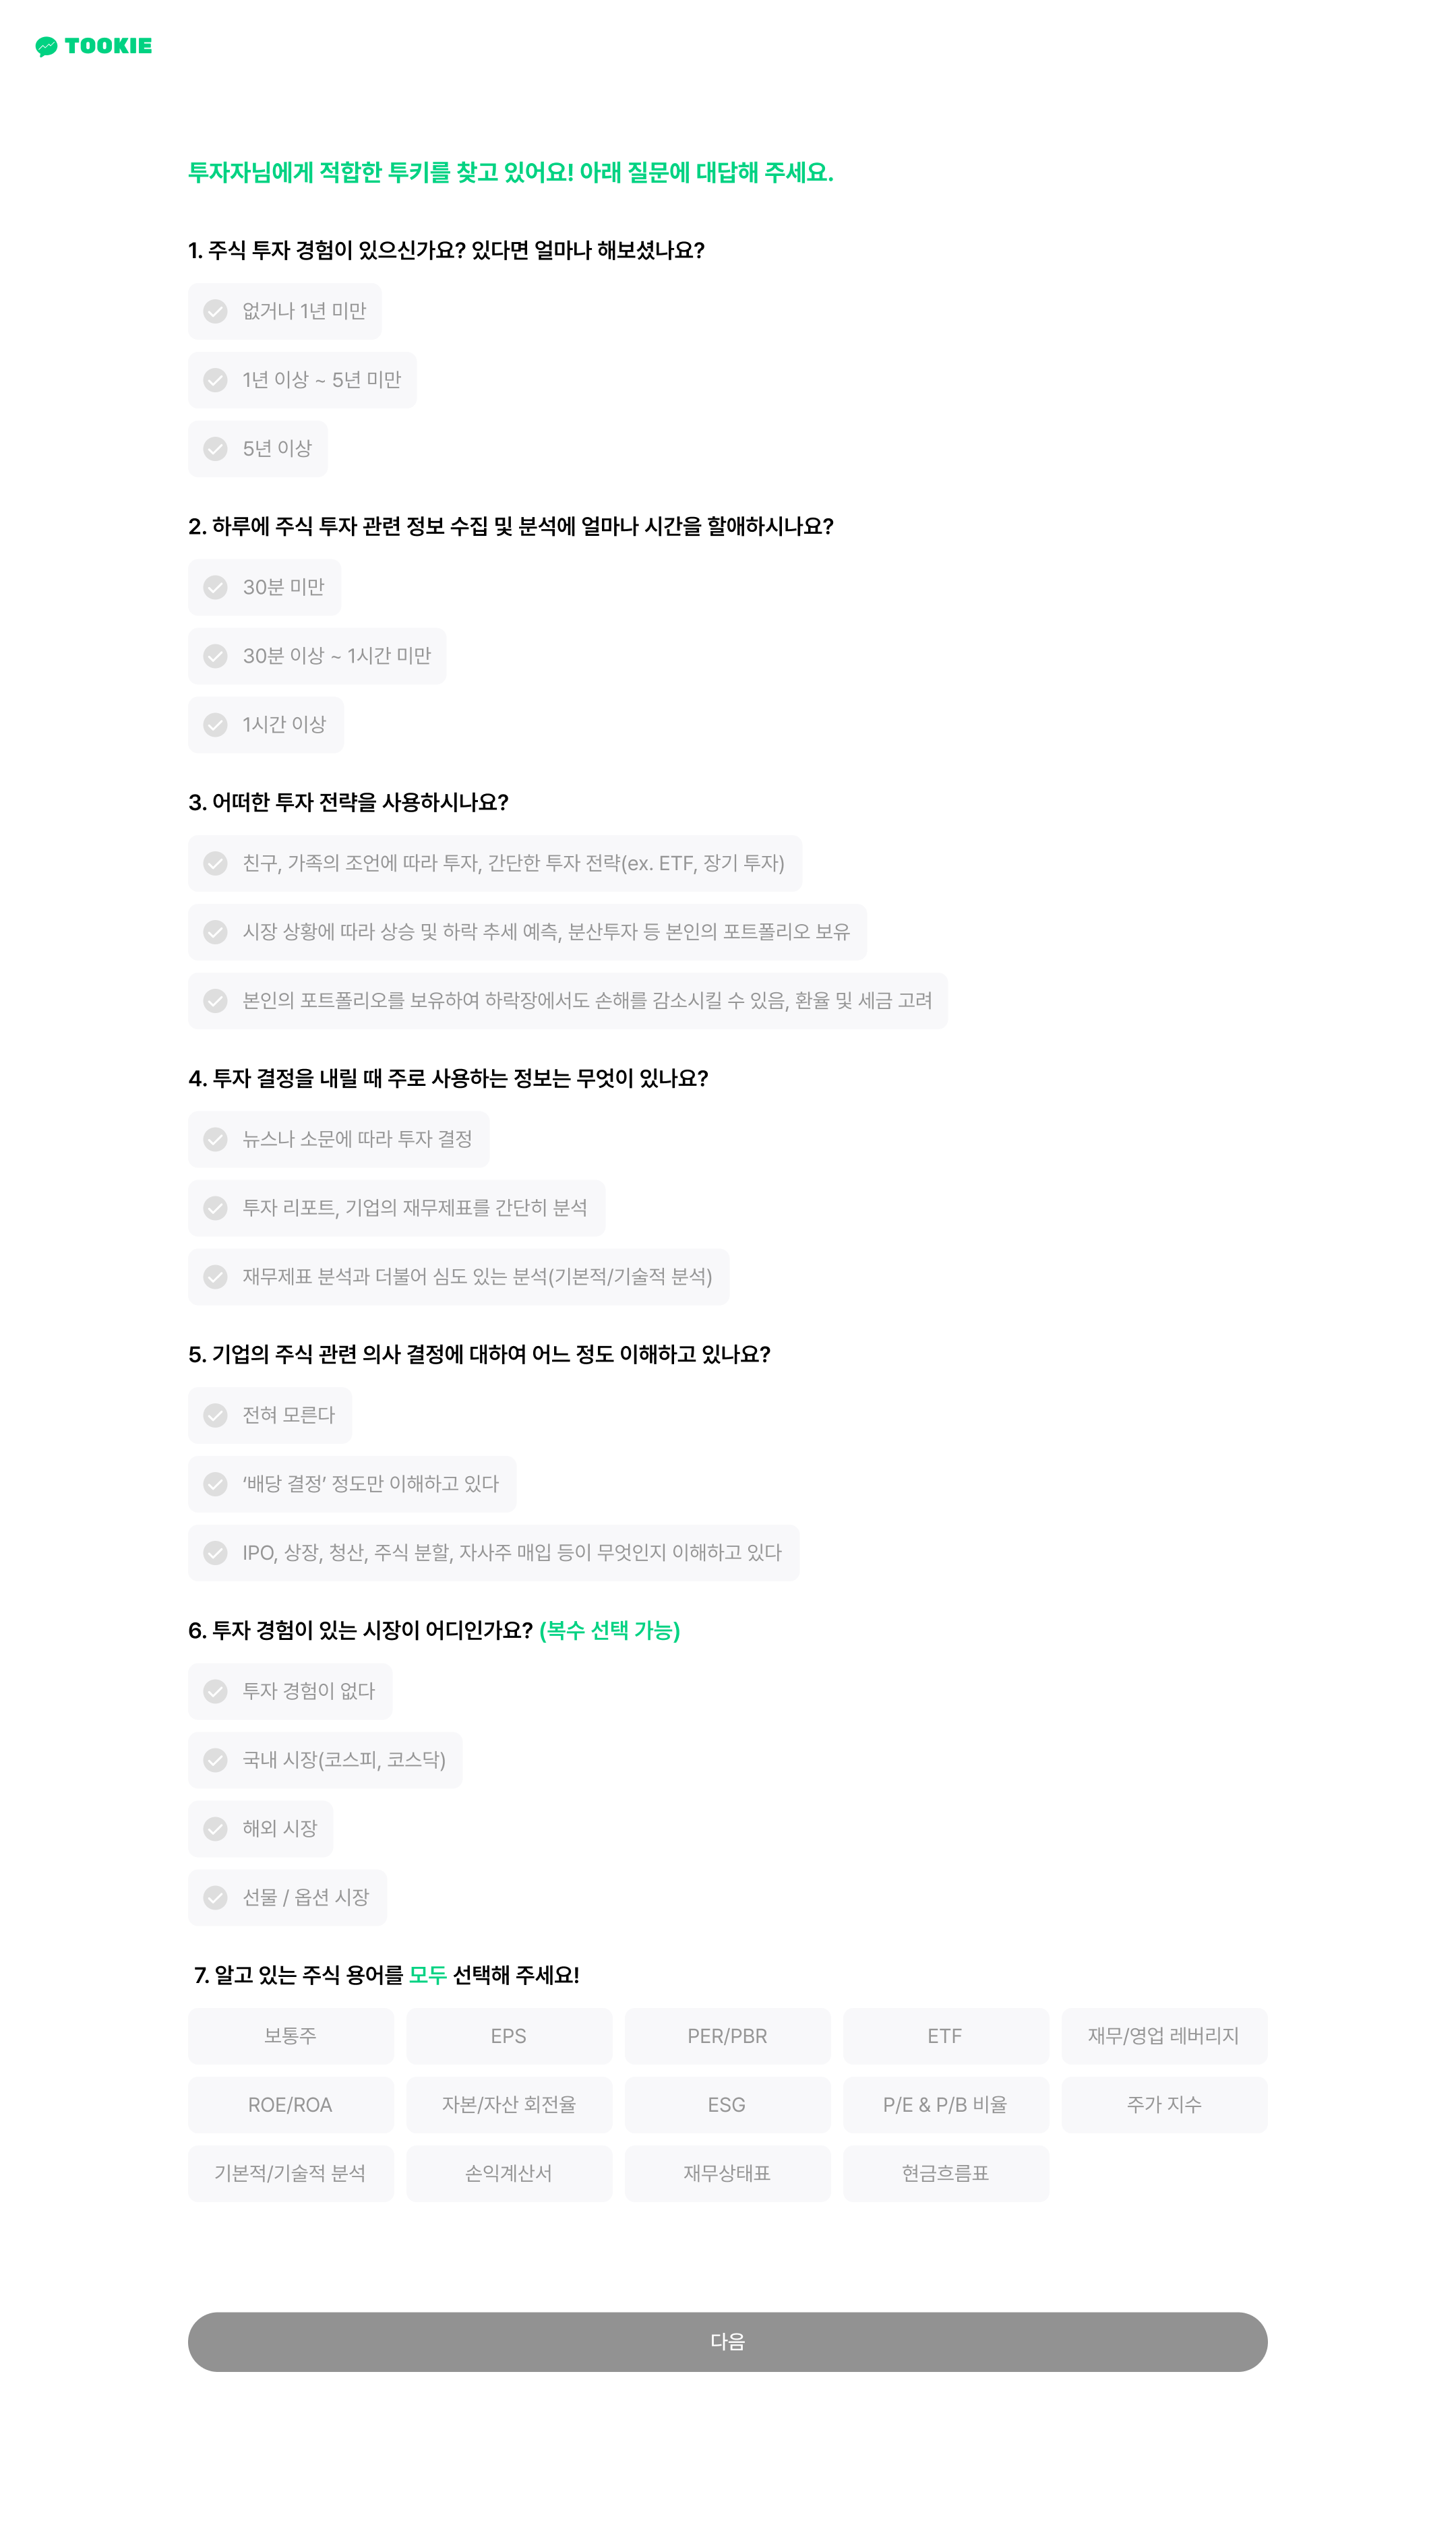 TOOKIE
투자자님에게 적합한 투키를 찾고 있어요! 아래 질문에 대답해 주세요.
1. 주식 투자 경험이 있으신가요? 있다면 얼마나 해보셨나요?
없거나 1년 미만
1년 이상 ~ 5년 미만
5년 이상
2. 하루에 주식 투자 관련 정보 수집 및 분석에 얼마나 시간을 할애하시나요?
30분 미만
30분 이상 ~ 1시간 미만
1시간 이상
3. 어떠한 투자 전략을 사용하시나요?
친구, 가족의 조언에 따라 투자, 간단한 투자 전략(ex. ETF, 장기 투자)
시장 상황에 따라 상승 및 하락 추세 예측, 분산투자 등 본인의 포트폴리오 보유
본인의 포트폴리오를 보유하여 하락장에서도 손해를 감소시킬 수 있음, 환율 및 세금 고려
4. 투자 결정을 내릴 때 주로 사용하는 정보는 무엇이 있나요?
뉴스나 소문에 따라 투자 결정
투자 리포트, 기업의 재무제표를 간단히 분석
재무제표 분석과 더불어 심도 있는 분석(기본적/기술적 분석)
5. 기업의 주식 관련 의사 결정에 대하여 어느 정도 이해하고 있나요?
전혀 모른다
‘배당 결정’ 정도만 이해하고 있다
IPO, 상장, 청산, 주식 분할, 자사주 매입 등이 무엇인지 이해하고 있다
6. 투자 경험이 있는 시장이 어디인가요? (복수 선택 가능)
투자 경험이 없다
국내 시장(코스피, 코스닥)
해외 시장
선물 / 옵션 시장
7. 알고 있는 주식 용어를 모두 선택해 주세요!
보통주 EPS PER/PBR ETF 재무/영업 레버리지
ROE/ROA 자본/자산 회전율 ESG P/E & P/B 비율 주가 지수
기본적/기술적 분석 손익계산서 재무상태표 현금흐름표
다음